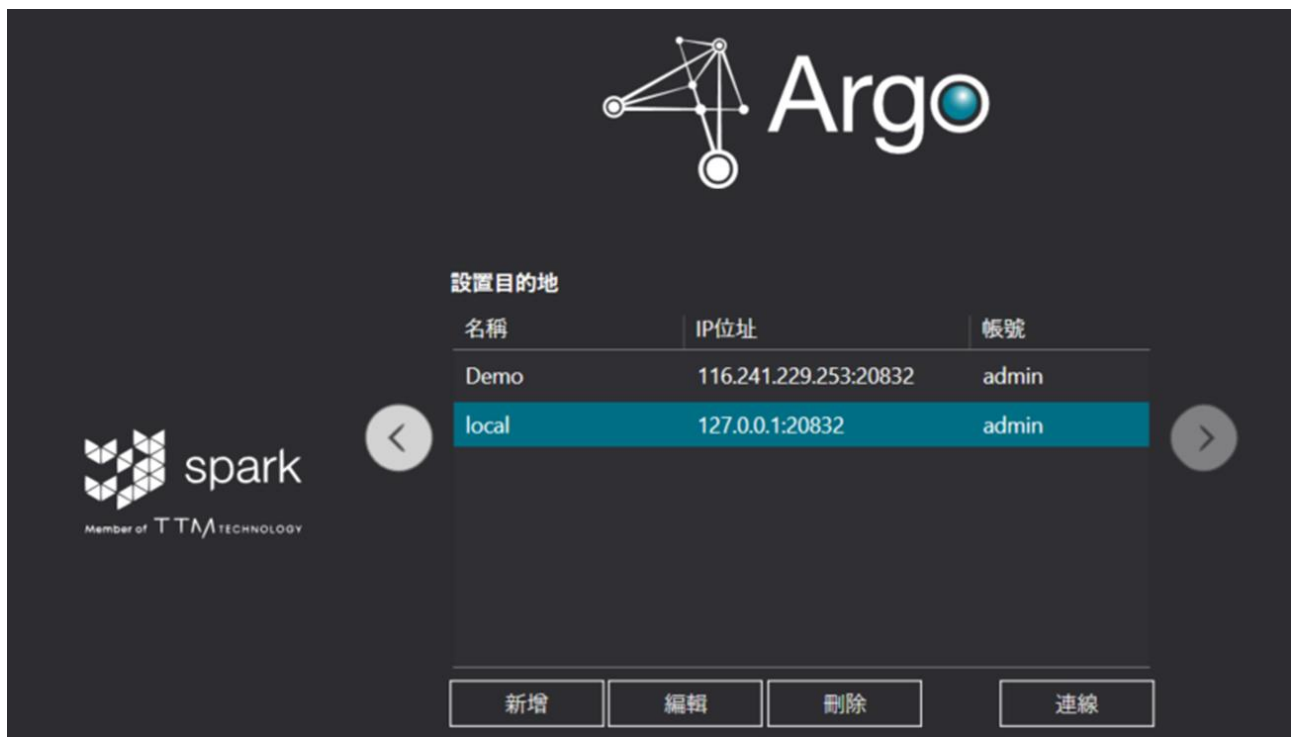 Argo
設置目的地
名稱 IP位址 帳號
Demo 116.241.229.253:20832 admin
local 127.0.0.1:20832 admin
spark
Member of TTM TECHNOLOGY
新增 編輯 刪除 連線